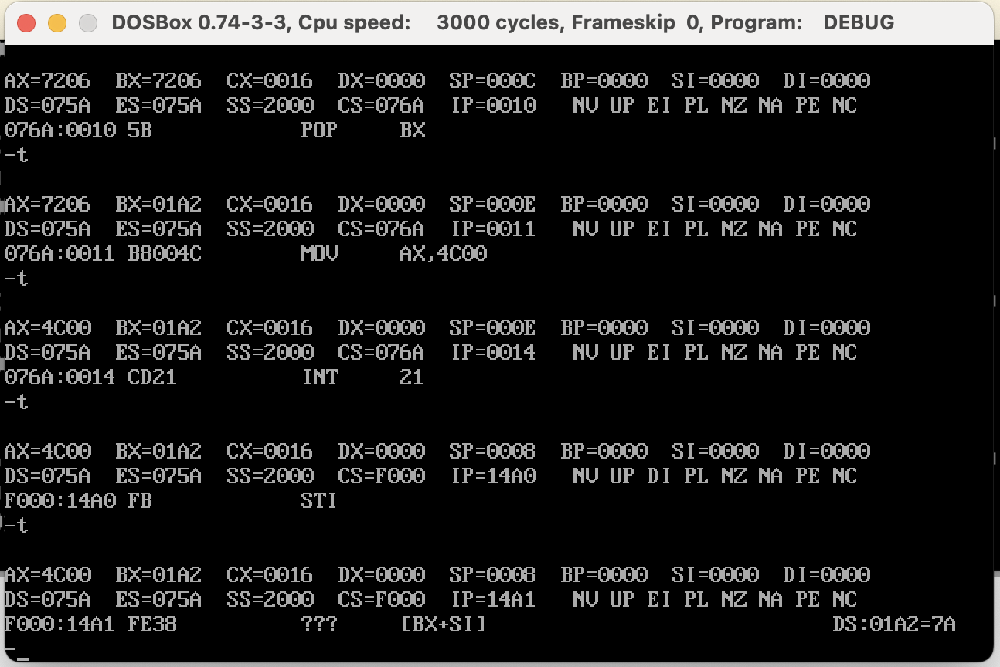 DOSBox 0.74-3-3, Cpu speed:    3000 cycles, Frameskip  0, Program:   DEBUG
AX=7206  BX=7206  CX=0016  DX=0000  SP=000C  BP=0000  SI=0000  DI=0000
DS=075A  ES=075A  SS=2000  CS=076A  IP=0010   NV UP EI PL NZ NA PE NC
076A:0010 5B            POP     BX
-t
AX=7206  BX=01A2  CX=0016  DX=0000  SP=000E  BP=0000  SI=0000  DI=0000
DS=075A  ES=075A  SS=2000  CS=076A  IP=0011   NV UP EI PL NZ NA PE NC
076A:0011 B8004C        MOV     AX,4C00
-t
AX=4C00  BX=01A2  CX=0016  DX=0000  SP=000E  BP=0000  SI=0000  DI=0000
DS=075A  ES=075A  SS=2000  CS=076A  IP=0014   NV UP EI PL NZ NA PE NC
076A:0014 CD21          INT     21
-t
AX=4C00  BX=01A2  CX=0016  DX=0000  SP=0008  BP=0000  SI=0000  DI=0000
DS=075A  ES=075A  SS=2000  CS=F000  IP=14A0   NV UP DI PL NZ NA PE NC
F000:14A0 FB            STI
-t
AX=4C00  BX=01A2  CX=0016  DX=0000  SP=0008  BP=0000  SI=0000  DI=0000
DS=075A  ES=075A  SS=2000  CS=F000  IP=14A1   NV UP EI PL NZ NA PE NC
F000:14A1 FE38          ???     [BX+SI]                            DS:01A2=7A
-_